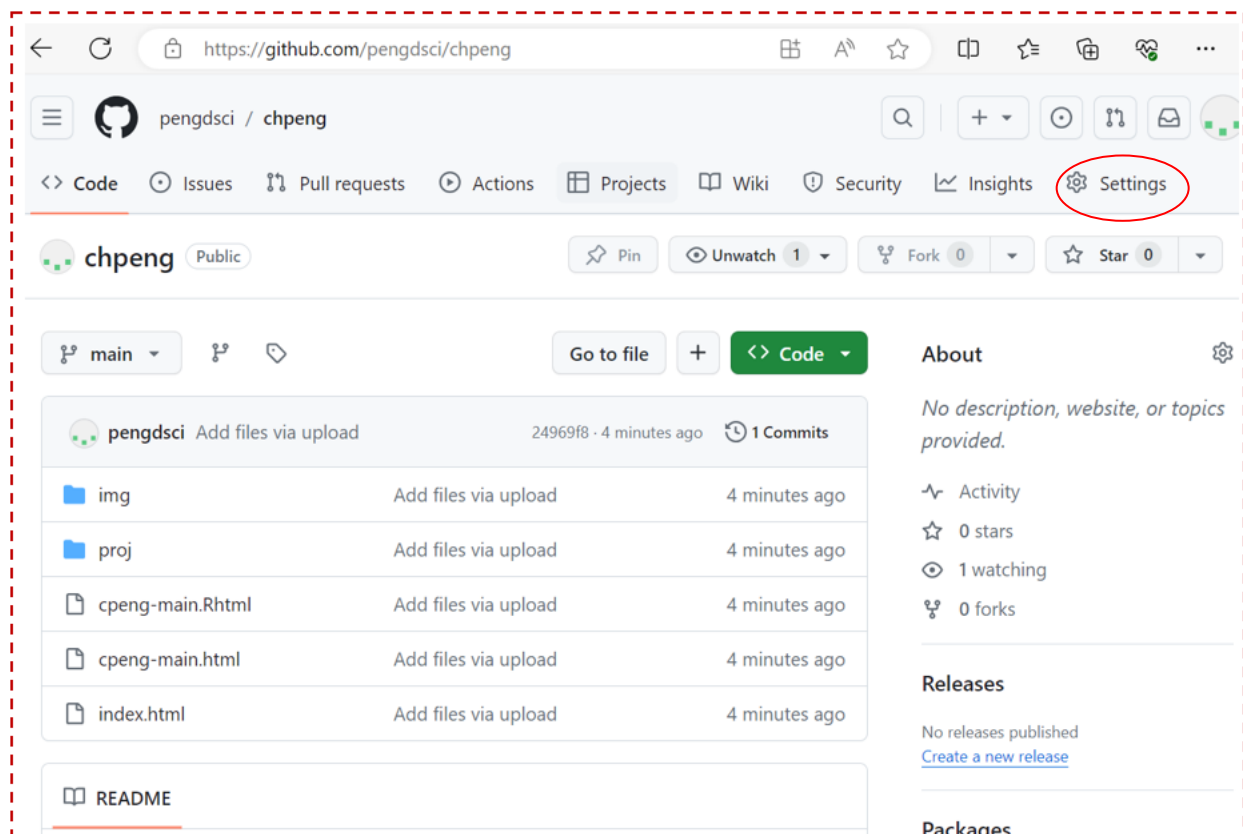 https://github.com/pengdsci/chpeng
pengdsci / chpeng
Code Issues Pull requests Actions Projects Wiki Security Insights Settings
chpeng Public Pin Unwatch 1 Fork 0 Star 0
main Go to file + Code About
No description, website, or topics
provided.
pengdsci Add files via upload 24969f8 · 4 minutes ago 1 Commits
img Add files via upload 4 minutes ago
Activity
proj Add files via upload 4 minutes ago
0 stars
1 watching
cpeng-main.Rhtml Add files via upload 4 minutes ago
0 forks
cpeng-main.html Add files via upload 4 minutes ago
Releases
index.html Add files via upload 4 minutes ago
No releases published
Create a new release
README
Packages